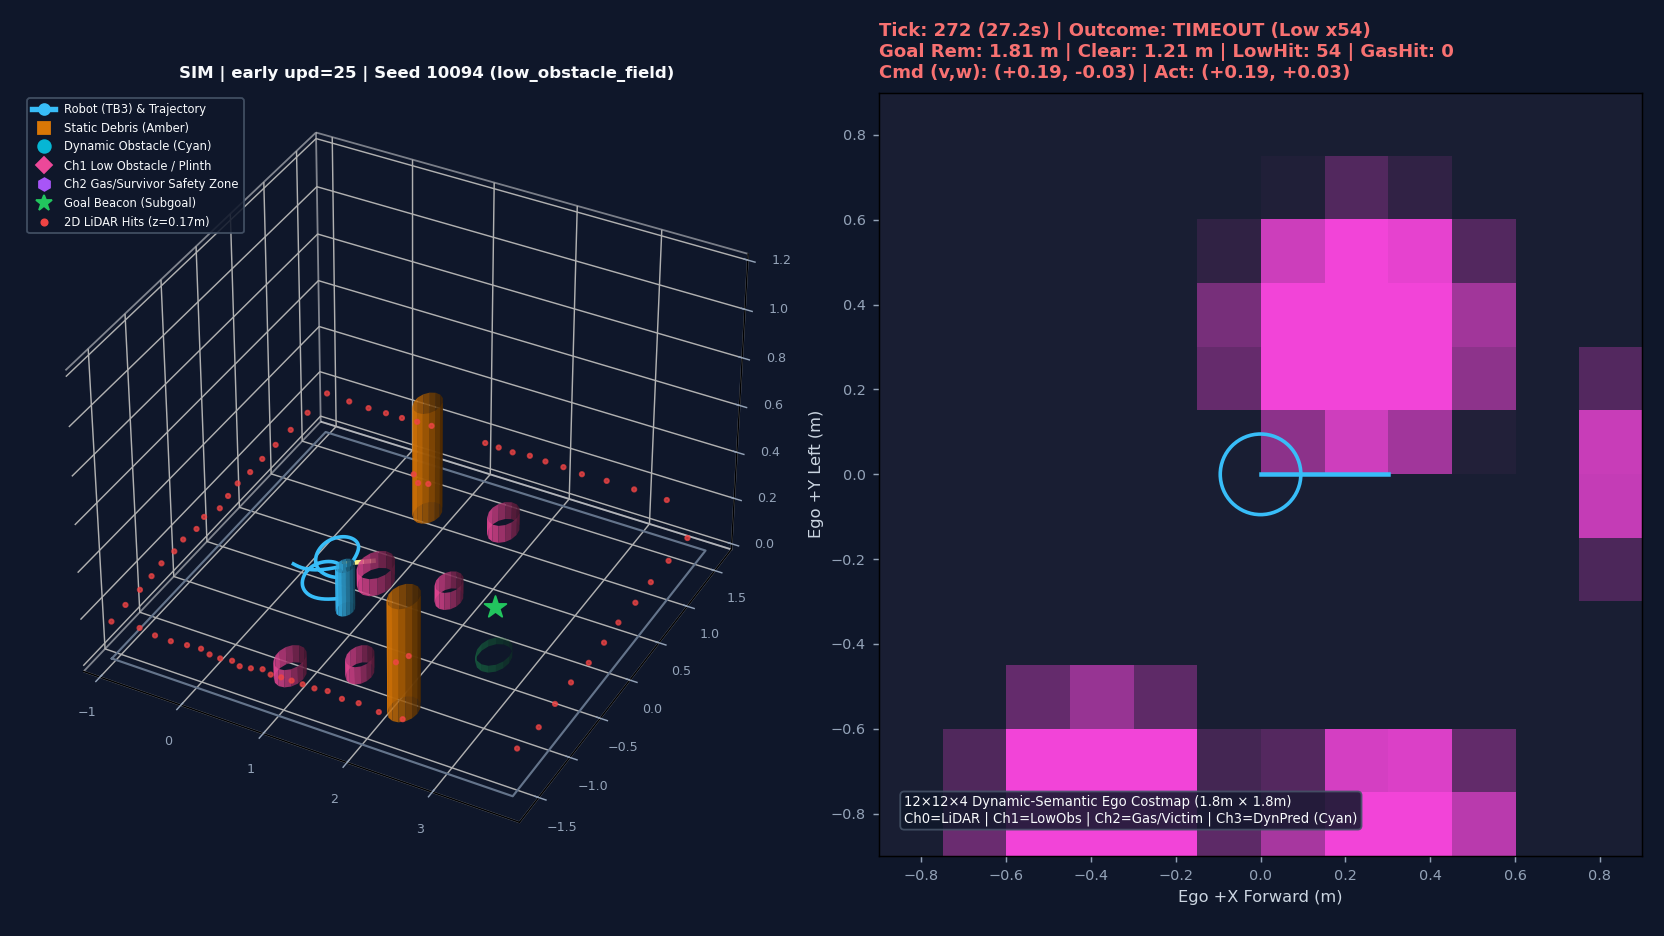 SIM | early upd=25 | Seed 10094 (low_obstacle_field)
Robot (TB3) & Trajectory
Static Debris (Amber)
Dynamic Obstacle (Cyan)
Ch1 Low Obstacle / Plinth
Ch2 Gas/Survivor Safety Zone
Goal Beacon (Subgoal)
2D LiDAR Hits (z=0.17m)
1.2
1.0
0.8
0.6
0.4
0.2
0.0
1.5
1.0
0.5
0.0
−0.5
−1.0
−1.5
−1
0
1
2
3
Tick: 272 (27.2s) | Outcome: TIMEOUT (Low x54)
Goal Rem: 1.81 m | Clear: 1.21 m | LowHit: 54 | GasHit: 0
Cmd (v,w): (+0.19, -0.03) | Act: (+0.19, +0.03)
Ego +Y Left (m)
0.8
0.6
0.4
0.2
0.0
−0.2
−0.4
−0.6
−0.8
12×12×4 Dynamic-Semantic Ego Costmap (1.8m × 1.8m)
Ch0=LiDAR | Ch1=LowObs | Ch2=Gas/Victim | Ch3=DynPred (Cyan)
−0.8 −0.6 −0.4 −0.2 0.0 0.2 0.4 0.6 0.8
Ego +X Forward (m)